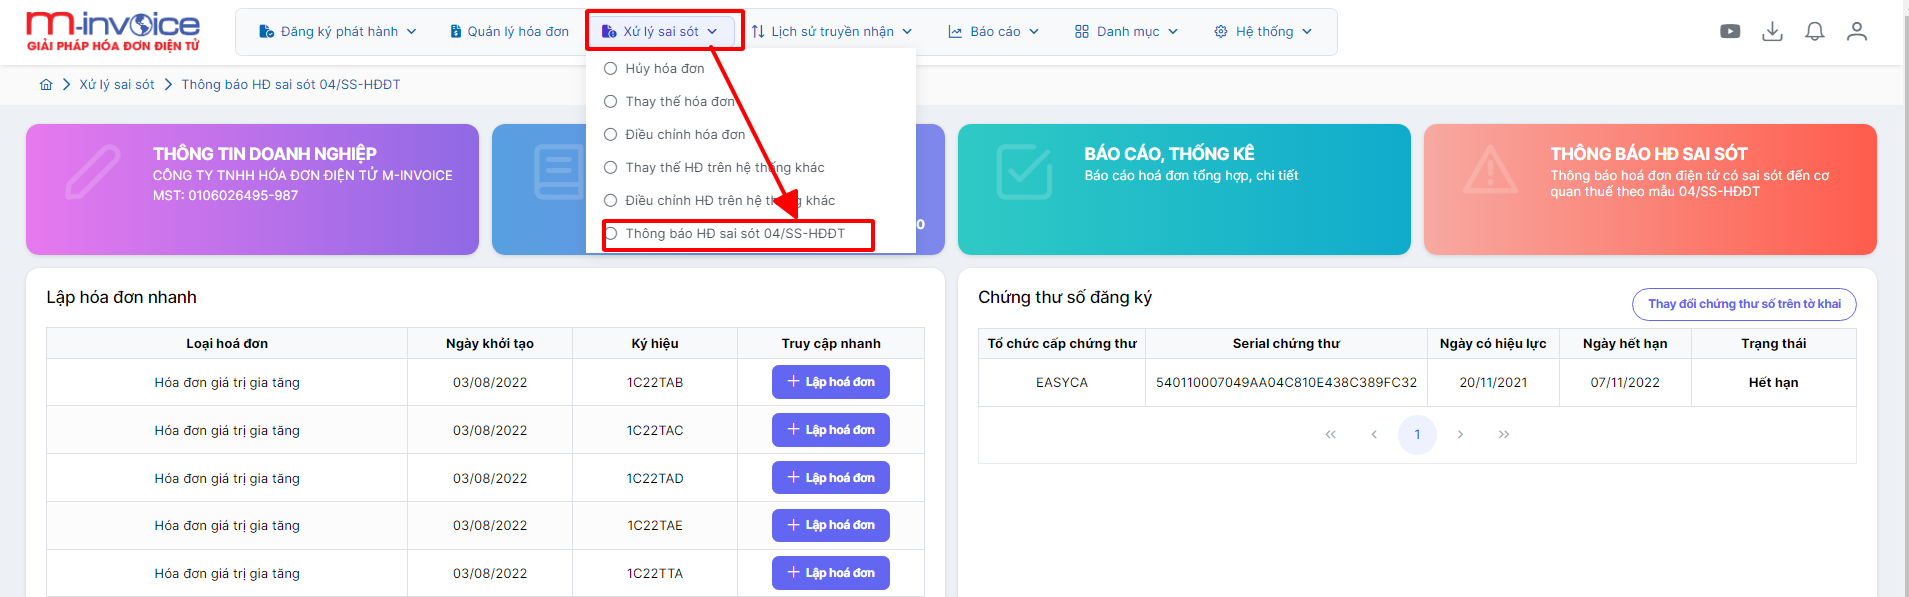 m-invoice
GIẢI PHÁP HÓA ĐƠN ĐIỆN TỬ
Đăng ký phát hành
Quản lý hóa đơn
Xử lý sai sót
Lịch sử truyền nhận
Báo cáo
Danh mục
Hệ thống
Xử lý sai sót
Thông báo HĐ sai sót 04/SS-HĐĐT
Hủy hóa đơn
Thay thế hóa đơn
Điều chỉnh hóa đơn
Thay thế HĐ trên hệ thống khác
Điều chỉnh HĐ trên hệ thống khác
Thông báo HĐ sai sót 04/SS-HĐĐT
THÔNG TIN DOANH NGHIỆP
CÔNG TY TNHH HÓA ĐƠN ĐIỆN TỬ M-INVOICE
MST: 0106026495-987
0
BÁO CÁO, THỐNG KÊ
Báo cáo hoá đơn tổng hợp, chi tiết
THÔNG BÁO HĐ SAI SÓT
Thông báo hoá đơn điện tử có sai sót đến cơ
quan thuế theo mẫu 04/SS-HĐĐT
Lập hóa đơn nhanh
Loại hoá đơn Ngày khởi tạo Ký hiệu Truy cập nhanh
Hóa đơn giá trị gia tăng 03/08/2022 1C22TAB + Lập hoá đơn
Hóa đơn giá trị gia tăng 03/08/2022 1C22TAC + Lập hoá đơn
Hóa đơn giá trị gia tăng 03/08/2022 1C22TAD + Lập hoá đơn
Hóa đơn giá trị gia tăng 03/08/2022 1C22TAE + Lập hoá đơn
Hóa đơn giá trị gia tăng 03/08/2022 1C22TTA + Lập hoá đơn
Chứng thư số đăng ký
Thay đổi chứng thư số trên tờ khai
Tổ chức cấp chứng thư Serial chứng thư Ngày có hiệu lực Ngày hết hạn Trạng thái
EASYCA 540110007049AA04C810E438C389FC32 20/11/2021 07/11/2022 Hết hạn
1